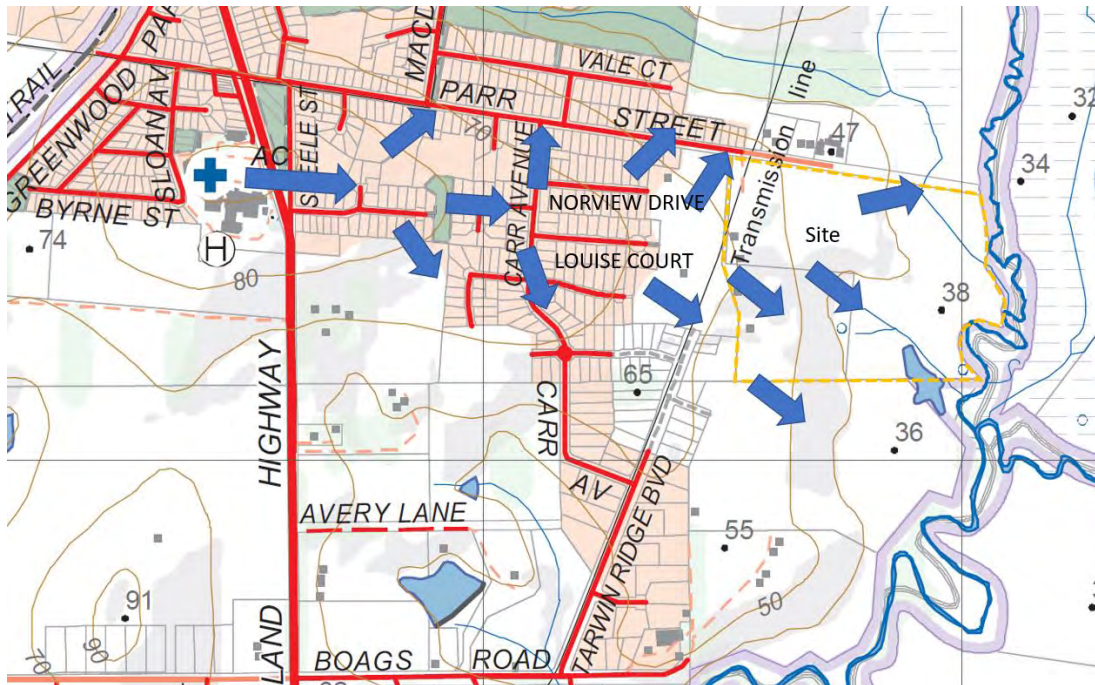 TRAIL
GREENWOOD PA
SLOAN AV
BYRNE ST
AC
H
74
80
STEELE ST
HIGHWAY
LAND
MACD
PARR
STREET
70
VALE CT
CARR AVENUE
NORVIEW DRIVE
LOUISE COURT
Transmission
line
47
Site
32
34
38
36
65
CARR
AV
TARWIN RIDGE BVD
AVERY LANE
55
50
91
90
70
BOAGS ROAD